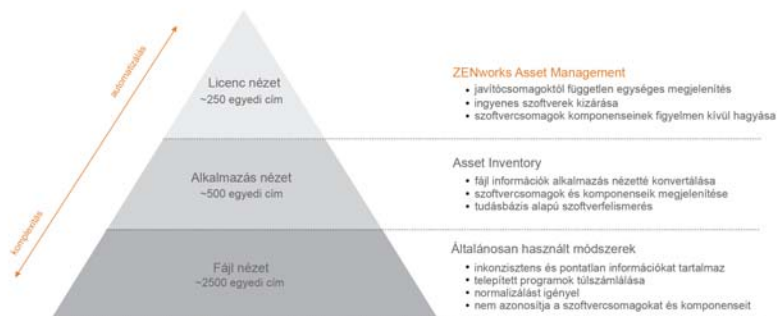 automatizálás
komplexitás
Licenc nézet
~250 egyedi cím
ZENworks Asset Management
• javítócsomagoktól független egységes megjelenítés
• ingyenes szoftverek kizárása
• szoftvercsomagok komponenseinek figyelmen kívül hagyása
Alkalmazás nézet
~500 egyedi cím
Asset Inventory
• fájl információk alkalmazás nézetté konvertálása
• szoftvercsomagok és komponenseik megjelenítése
• tudásbázis alapú szoftverfelismerés
Fájl nézet
~2500 egyedi cím
Általánosan használt módszerek
• inkonzisztens és pontatlan információkat tartalmaz
• telepített programok túlszámlálása
• normalizálást igényel
• nem azonosítja a szoftvercsomagokat és komponenseit